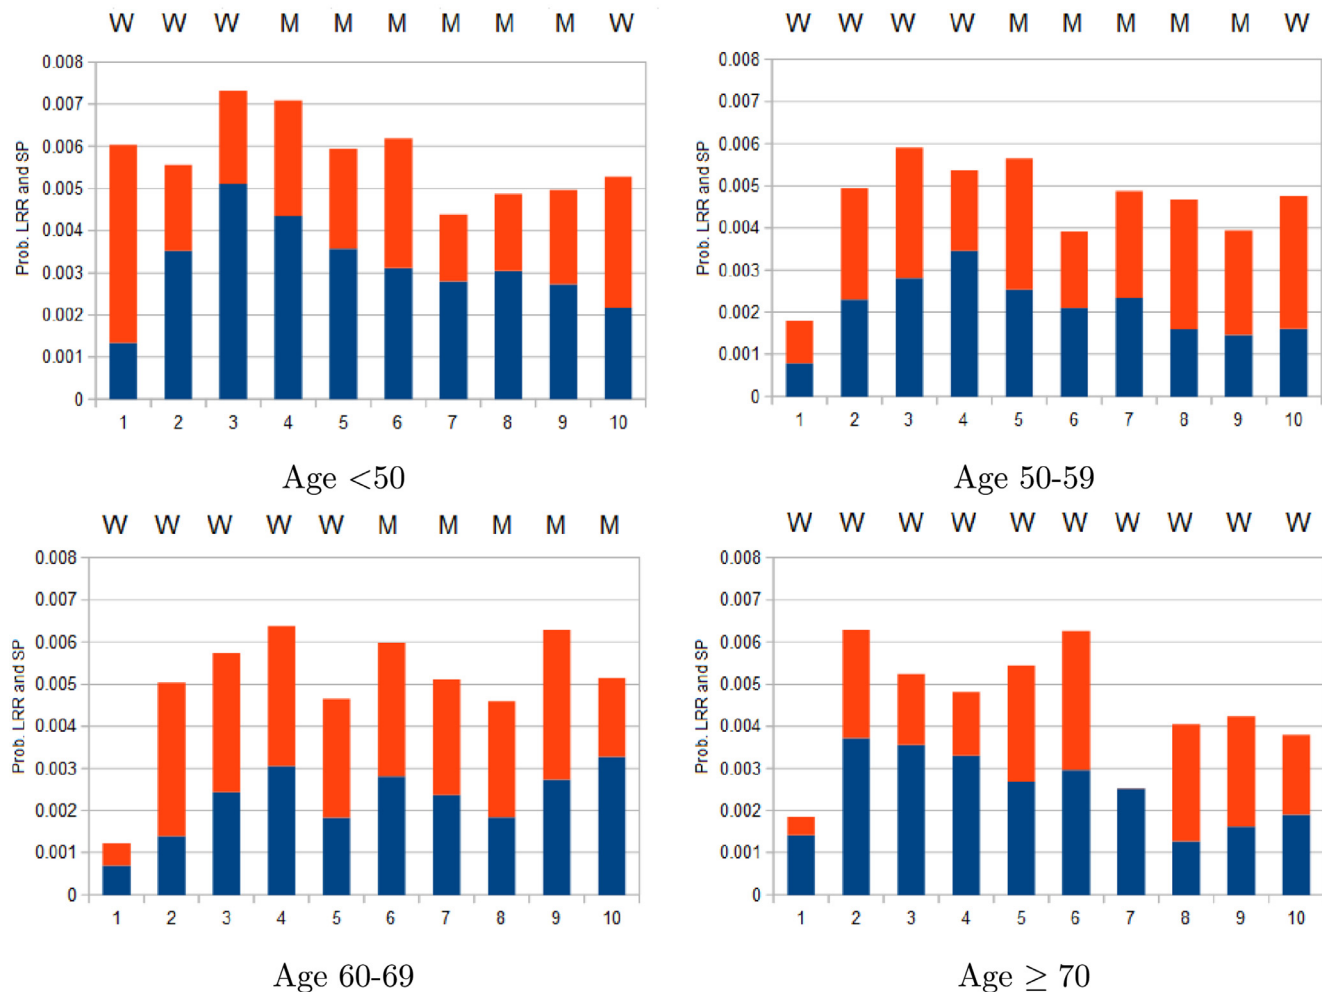 W W W M M M M M M W
0.008
0.007
0.006
0.005
0.004
0.003
0.002
0.001
0
Prob. LRR and SP
1 2 3 4 5 6 7 8 9 10
Age <50
W W W W M M M M M W
0.008
0.007
0.006
0.005
0.004
0.003
0.002
0.001
0
Prob. LRR and SP
1 2 3 4 5 6 7 8 9 10
Age 50-59
W W W W W M M M M M
0.008
0.007
0.006
0.005
0.004
0.003
0.002
0.001
0
Prob. LRR and SP
1 2 3 4 5 6 7 8 9 10
Age 60-69
W W W W W W W W W W
0.008
0.007
0.006
0.005
0.004
0.003
0.002
0.001
0
Prob. LRR and SP
1 2 3 4 5 6 7 8 9 10
Age ≥ 70